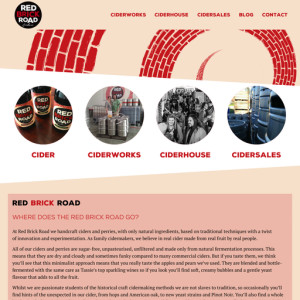 RED
BRICK
ROAD
CIDERWORKS
CIDERHOUSE
CIDERSALES
BLOG
CONTACT
CIDER
CIDERWORKS
CIDERHOUSE
CIDERSALES
RED BRICK ROAD
WHERE DOES THE RED BRICK ROAD GO?
At Red Brick Road we handcraft ciders and perries, with only natural ingredients, based on traditional techniques with a twist
of innovation and experimentation. As family cidermakers, we believe in real cider made from real fruit by real people.
All of our ciders and perries are sugar-free, unpasteurised, unfiltered and made only from natural fermentation processes. This
means that they are dry and cloudy and sometimes funky compared to many commercial ciders. But if you taste them, we think
you'll see that this minimalist approach means that you really taste the apples and pears we've used. They are blended and bottle-
fermented with the same care as Tassie's top sparkling wines so if you look you'll find soft, creamy bubbles and a gentle yeast
flavour that adds to all the fruit.
Whilst we are passionate students of the historical craft cidermaking methods we are not slaves to tradition, so occasionally you'll
find hints of the unexpected in our cider, from hops and American oak, to new yeast strains and Pinot Noir. You'll also find a whole